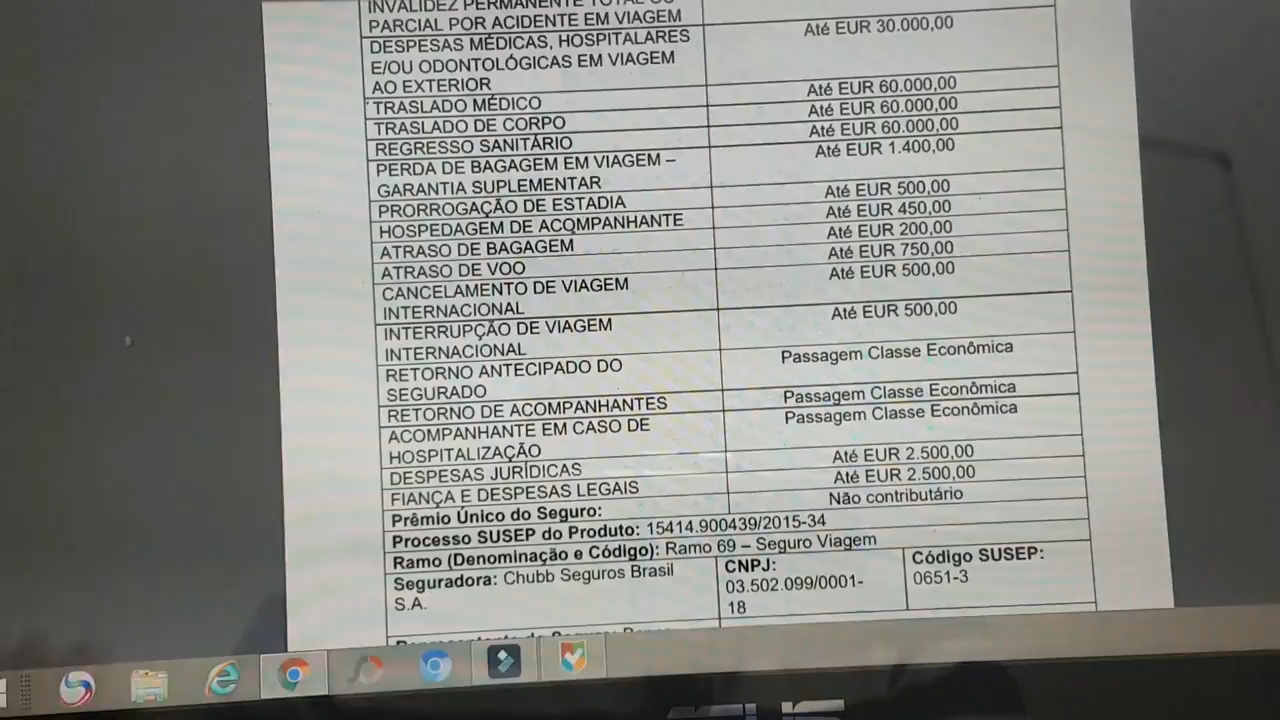 INVALIDEZ PERMANENTE TOTAL OU
PARCIAL POR ACIDENTE EM VIAGEM
DESPESAS MÉDICAS, HOSPITALARES
E/OU ODONTOLÓGICAS EM VIAGEM
AO EXTERIOR
Até EUR 30.000,00
TRASLADO MÉDICO
Até EUR 60.000,00
TRASLADO DE CORPO
Até EUR 60.000,00
REGRESSO SANITÁRIO
Até EUR 60.000,00
PERDA DE BAGAGEM EM VIAGEM –
GARANTIA SUPLEMENTAR
Até EUR 1.400,00
PRORROGAÇÃO DE ESTADIA
Até EUR 500,00
HOSPEDAGEM DE ACOMPANHANTE
Até EUR 450,00
ATRASO DE BAGAGEM
Até EUR 200,00
ATRASO DE VOO
Até EUR 750,00
CANCELAMENTO DE VIAGEM
INTERNACIONAL
Até EUR 500,00
INTERRUPÇÃO DE VIAGEM
INTERNACIONAL
Até EUR 500,00
RETORNO ANTECIPADO DO
SEGURADO
Passagem Classe Econômica
RETORNO DE ACOMPANHANTES
Passagem Classe Econômica
ACOMPANHANTE EM CASO DE
HOSPITALIZAÇÃO
Passagem Classe Econômica
DESPESAS JURÍDICAS
Até EUR 2.500,00
FIANÇA E DESPESAS LEGAIS
Até EUR 2.500,00
Prêmio Único do Seguro:
Não contributário
Processo SUSEP do Produto: 15414.900439/2015-34
Ramo (Denominação e Código): Ramo 69 – Seguro Viagem
Seguradora: Chubb Seguros Brasil
S.A.
CNPJ:
03.502.099/0001-
18
Código SUSEP:
0651-3